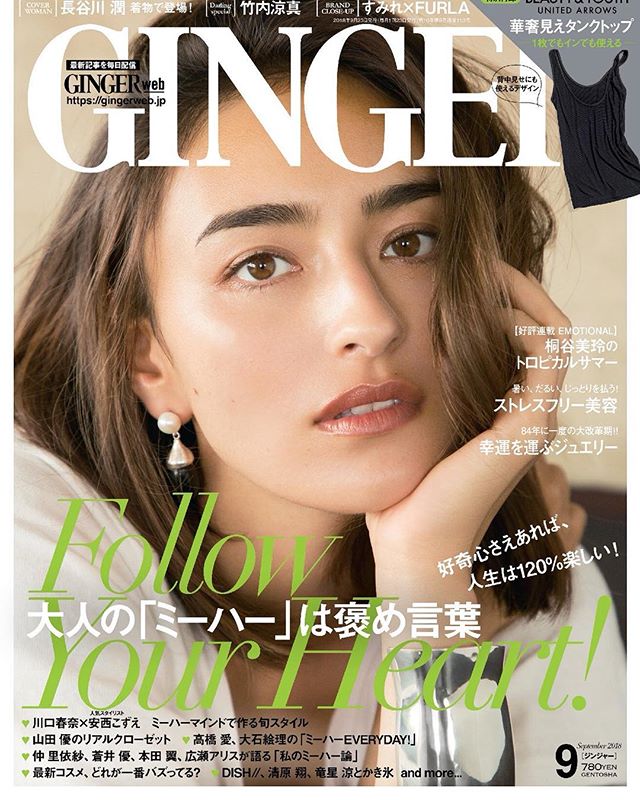 COVER WOMAN
長谷川 潤 着物で登場!
Darling special
竹内涼真
BRAND CLOSE-UP
すみれ×FURLA
UNITED ARROWS
華奢見えタンクトップ
1枚でもインでも使える
背中見せにも
使えるデザイン
最新記事を毎日配信
GINGER web
https://gingerweb.jp
GINGER
【好評連載 EMOTIONAL】
桐谷美玲の
トロピカルサマー
暑い、だるい、じっとりを払う!
ストレスフリー美容
84年に一度の大改革期!!
幸運を運ぶジュエリー
好奇心さえあれば、
人生は120%楽しい!
Follow
大人の「ミーハー」は褒め言葉
Your Heart!
人気スタイリスト
♥川口春奈×安西こずえ ミーハーマインドで作る旬スタイル
♥山田 優のリアルクローゼット ♥高橋 愛、大石絵理の「ミーハーEVERYDAY!」
♥仲 里依紗、蒼井 優、本田 翼、広瀬アリスが語る「私のミーハー論」
♥最新コスメ、どれが一番バズってる? ♥DISH//、清原 翔、竜星 涼とかき氷 and more...
9
September 2018
[ジンジャー]
780YEN
GENTOSHA